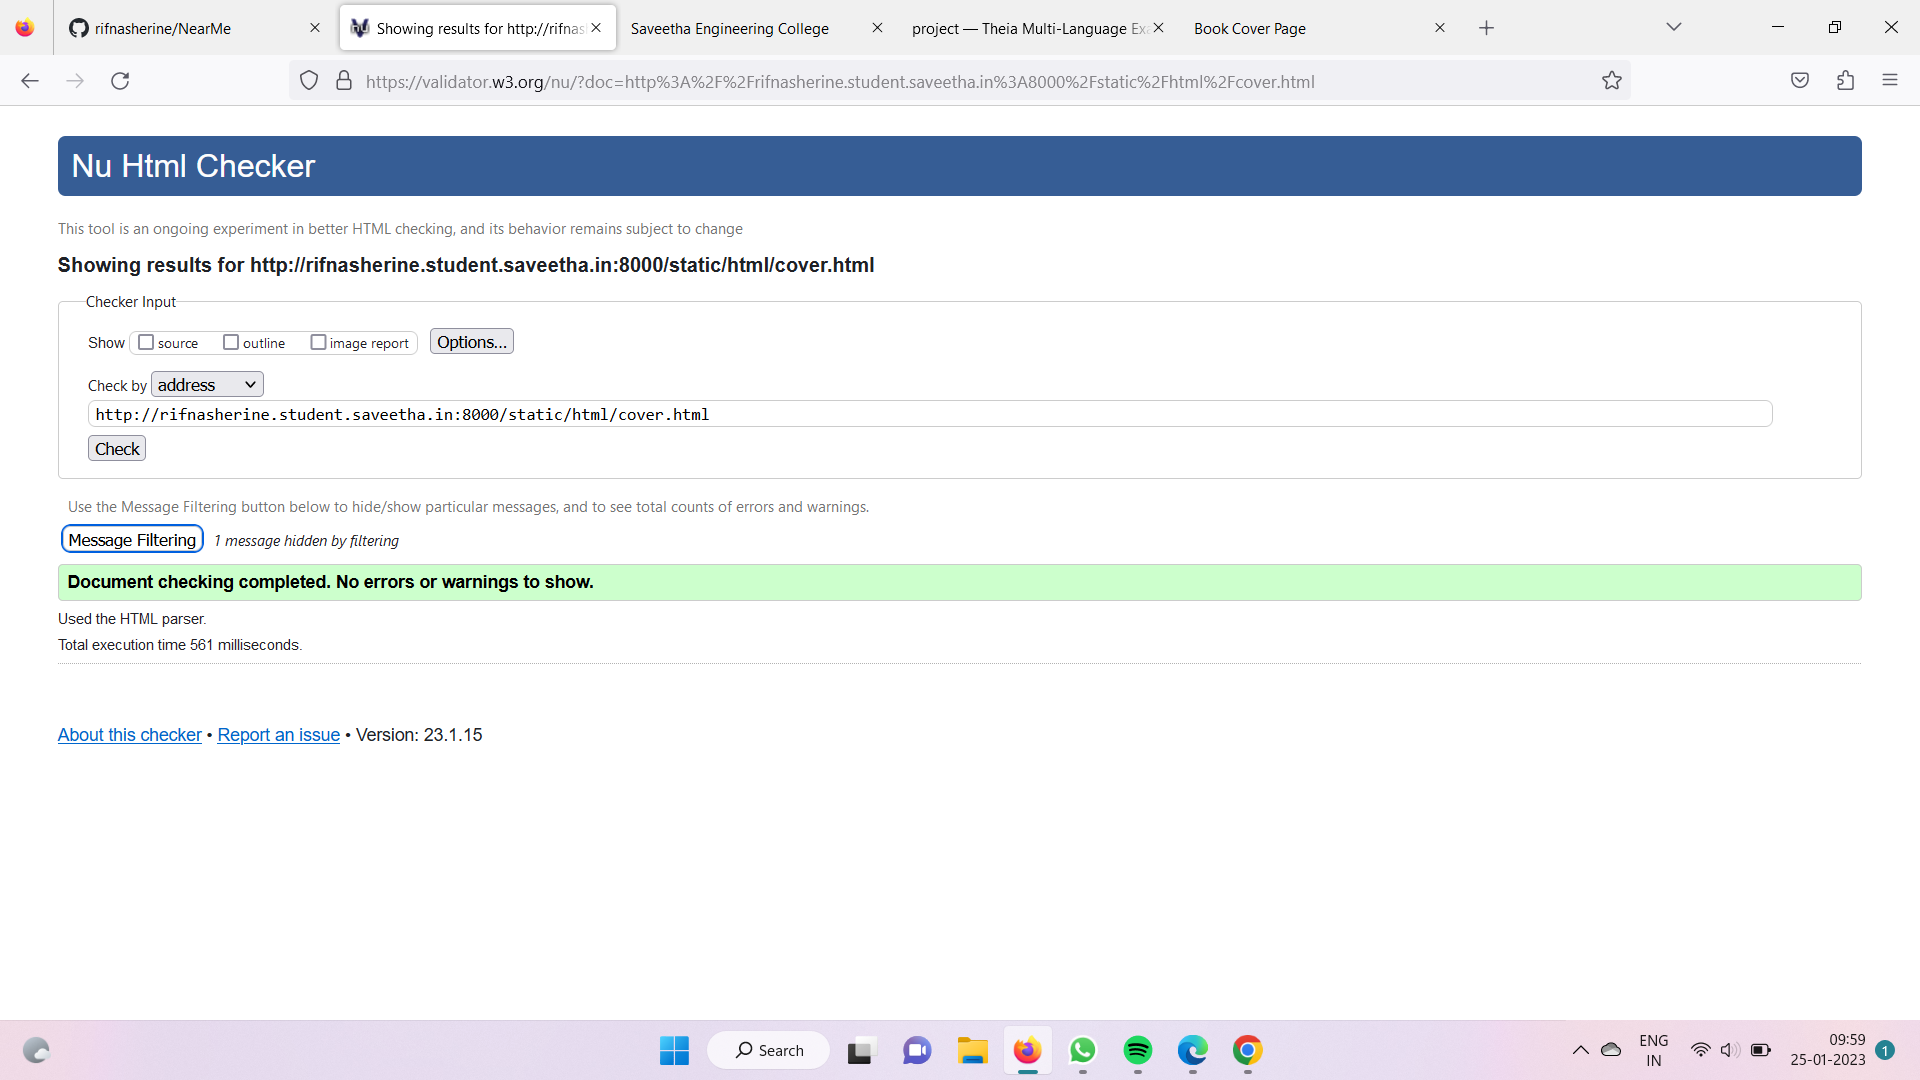 rifnasherine/NearMe
Showing results for http://rifnas
Saveetha Engineering College
project — Theia Multi-Language Ex
Book Cover Page
https://validator.w3.org/nu/?doc=http%3A%2F%2Frifnasherine.student.saveetha.in%3A8000%2Fstatic%2Fhtml%2Fcover.html
Nu Html Checker
This tool is an ongoing experiment in better HTML checking, and its behavior remains subject to change
Showing results for http://rifnasherine.student.saveetha.in:8000/static/html/cover.html
Checker Input
Show source outline image report Options...
Check by address
http://rifnasherine.student.saveetha.in:8000/static/html/cover.html
Check
Use the Message Filtering button below to hide/show particular messages, and to see total counts of errors and warnings.
Message Filtering 1 message hidden by filtering
Document checking completed. No errors or warnings to show.
Used the HTML parser.
Total execution time 561 milliseconds.
About this checker • Report an issue • Version: 23.1.15
Search
ENG
IN
09:59
25-01-2023
1